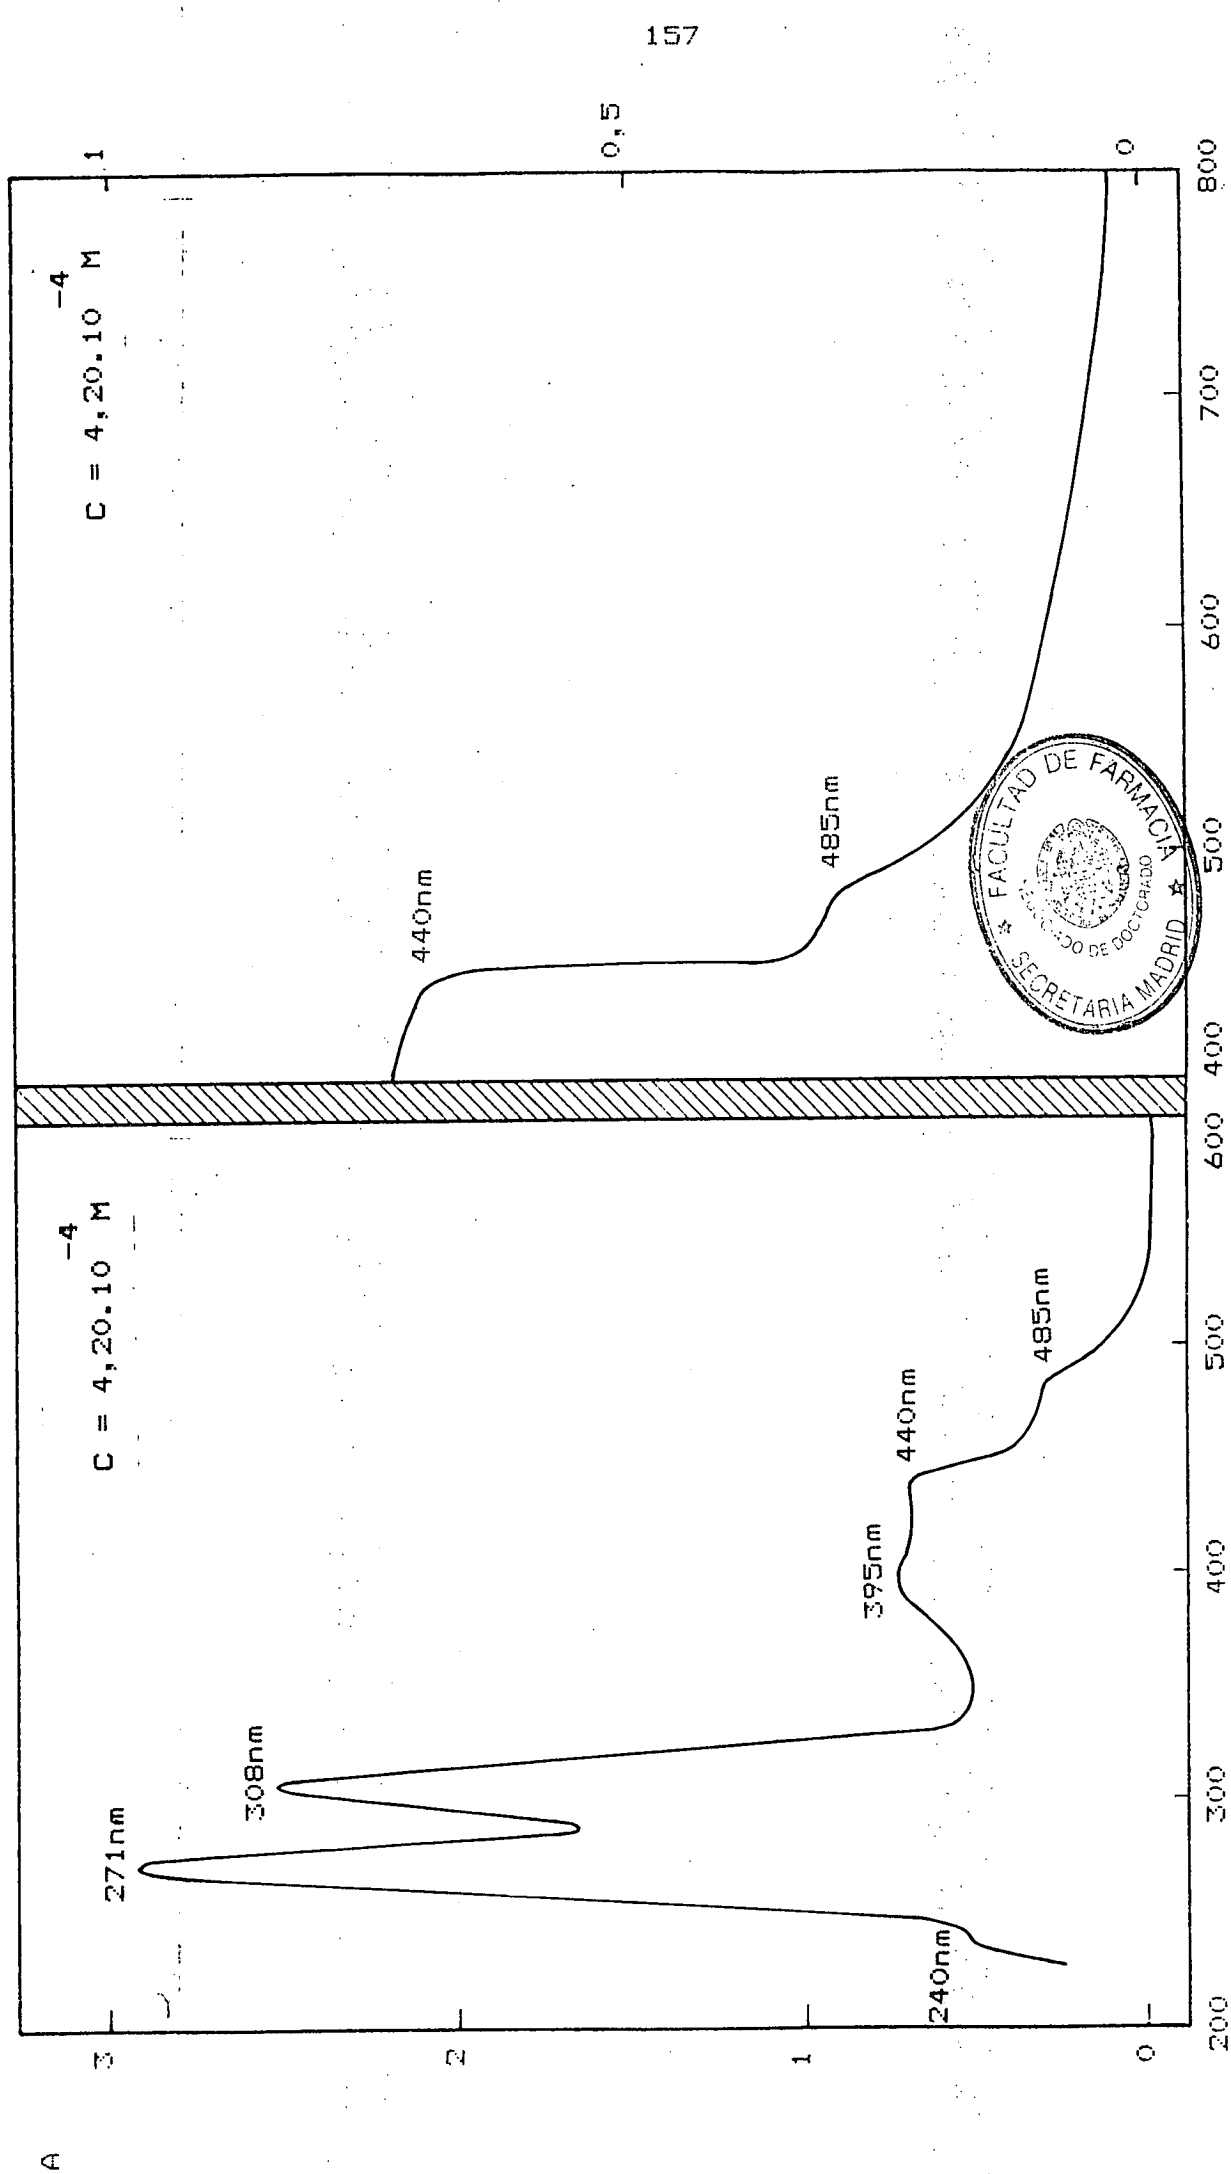 157
A
C = 4,20.10⁻⁴ M
C = 4,20.10⁻⁴ M
271nm
308nm
240nm
395nm
440nm
485nm
440nm
485nm
3
2
1
0
1
0,5
0
200
300
400
500
600
400
500
600
700
800
FACULTAD DE FARMACIA
DE DOCTORADO
SECRETARIA MADRID